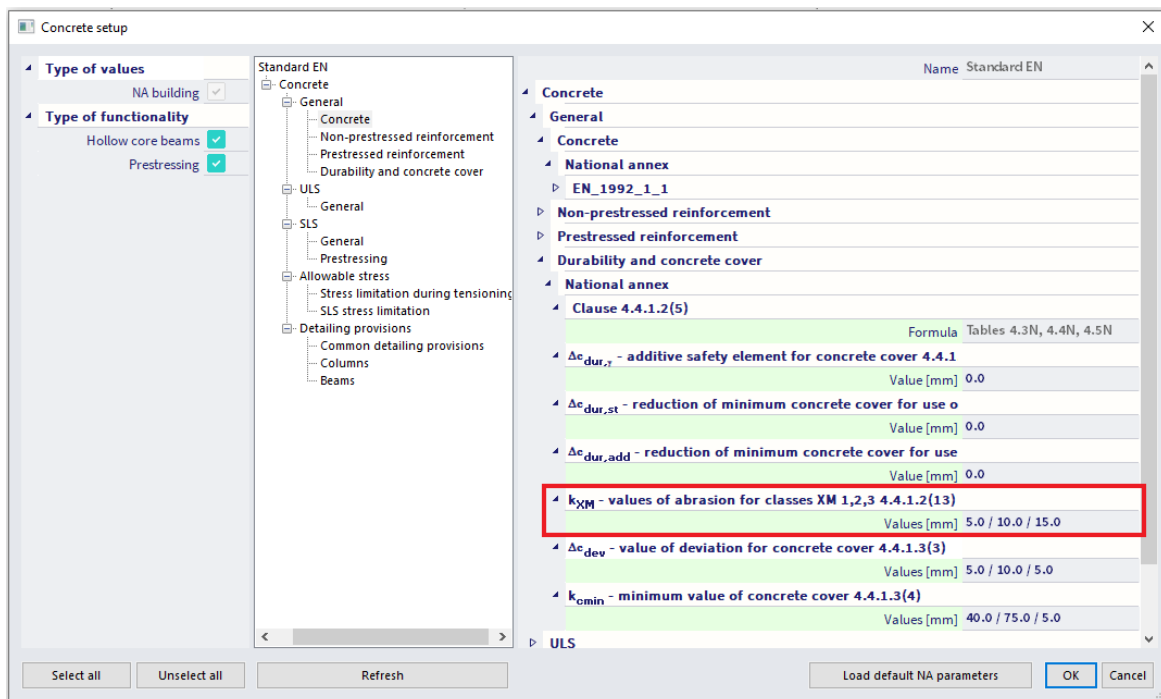 Concrete setup
Type of values
NA building
Type of functionality
Hollow core beams
Prestressing
Standard EN
Concrete
General
Concrete
Non-prestressed reinforcement
Prestressed reinforcement
Durability and concrete cover
ULS
General
SLS
General
Prestressing
Allowable stress
Stress limitation during tensioning
SLS stress limitation
Detailing provisions
Common detailing provisions
Columns
Beams
Name Standard EN
Concrete
General
Concrete
National annex
EN_1992_1_1
Non-prestressed reinforcement
Prestressed reinforcement
Durability and concrete cover
National annex
Clause 4.4.1.2(5)
Formula Tables 4.3N, 4.4N, 4.5N
Δc dur,γ - additive safety element for concrete cover 4.4.1
Value [mm] 0.0
Δc dur,st - reduction of minimum concrete cover for use o
Value [mm] 0.0
Δc dur,add - reduction of minimum concrete cover for use
Value [mm] 0.0
k XM - values of abrasion for classes XM 1,2,3 4.4.1.2(13)
Values [mm] 5.0 / 10.0 / 15.0
Δc dev - value of deviation for concrete cover 4.4.1.3(3)
Values [mm] 5.0 / 10.0 / 5.0
k cmin - minimum value of concrete cover 4.4.1.3(4)
Values [mm] 40.0 / 75.0 / 5.0
ULS
Select all
Unselect all
Refresh
Load default NA parameters
OK
Cancel